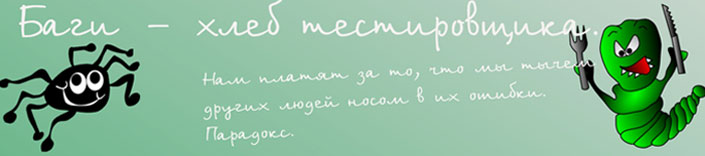 Баги – хлеб тестировщика.
Нам платят за то, что мы тычем
других людей носом в их ошибки.
Парадокс.